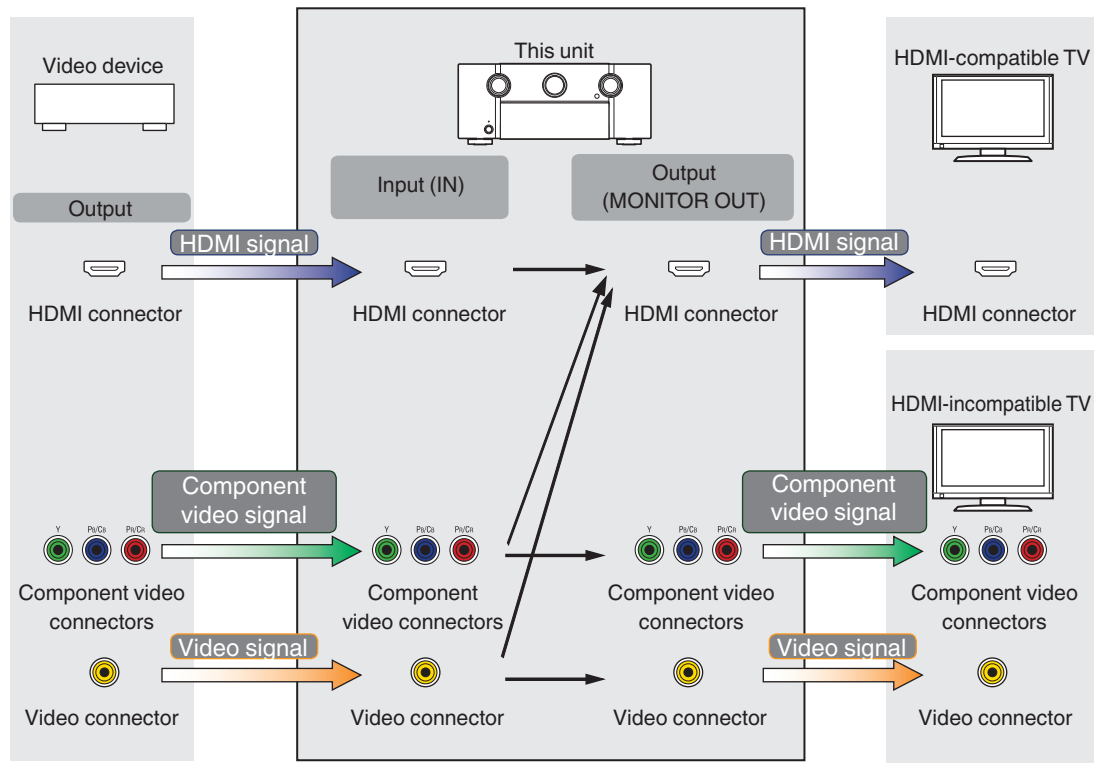 Video device
This unit
HDMI-compatible TV
Input (IN)
Output
(MONITOR OUT)
Output
HDMI signal
HDMI signal
HDMI connector
HDMI connector
HDMI connector
HDMI connector
HDMI-incompatible TV
Component
video signal
Component
video signal
Y PB/CB PR/CR
Y PB/CB PR/CR
Y PB/CB PR/CR
Y PB/CB PR/CR
Component video
connectors
Component
video connectors
Component video
connectors
Component video
connectors
Video signal
Video signal
Video connector
Video connector
Video connector
Video connector